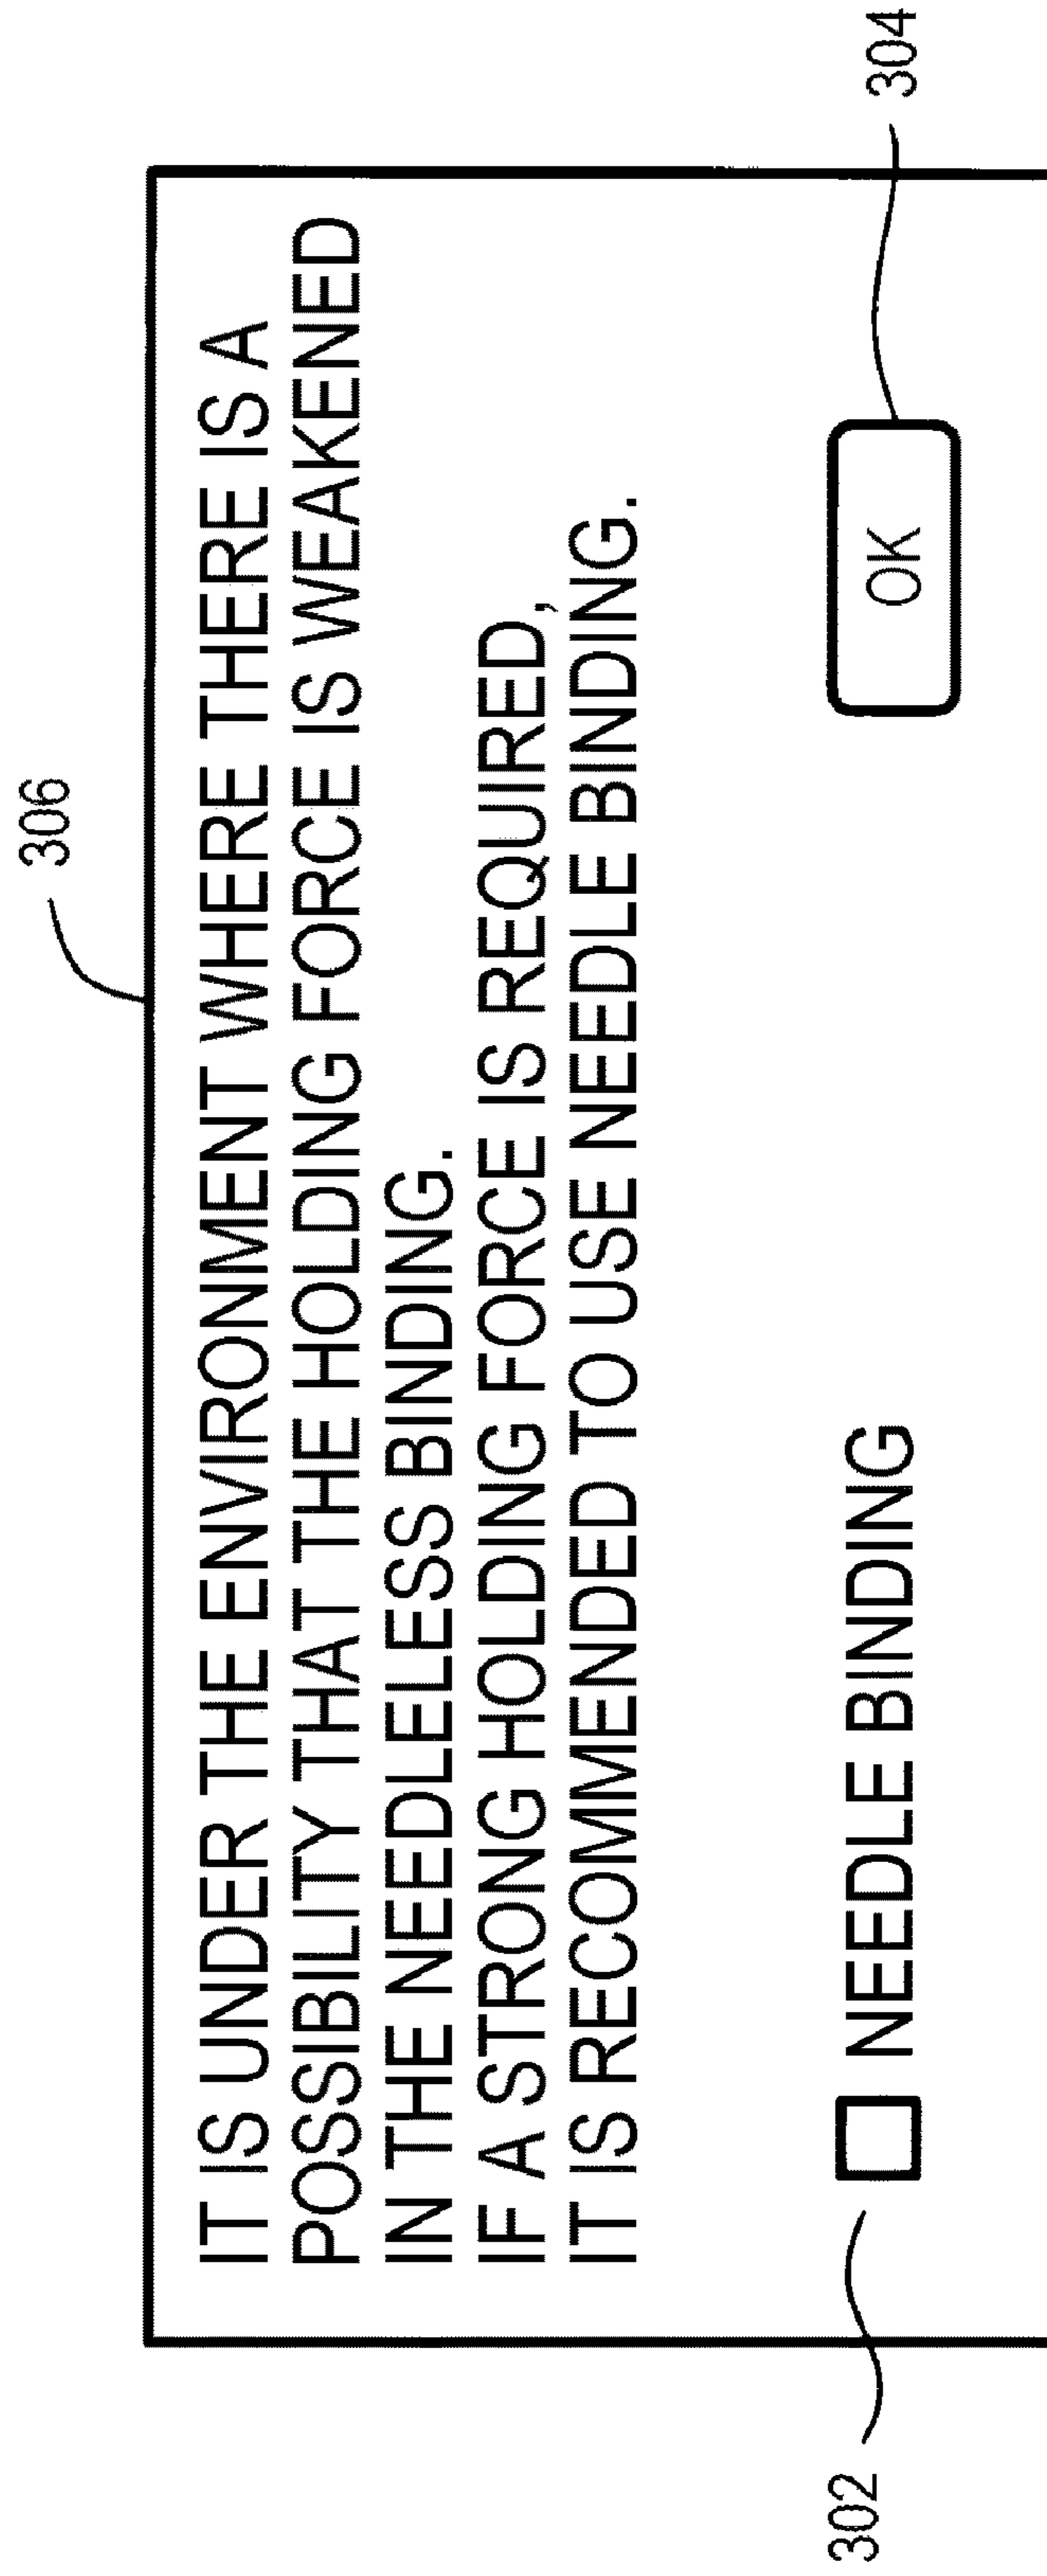 306
IT IS UNDER THE ENVIRONMENT WHERE THERE IS A
POSSIBILITY THAT THE HOLDING FORCE IS WEAKENED
IN THE NEEDLELESS BINDING.
IF A STRONG HOLDING FORCE IS REQUIRED,
IT IS RECOMMENDED TO USE NEEDLE BINDING.
302
NEEDLE BINDING
OK
304